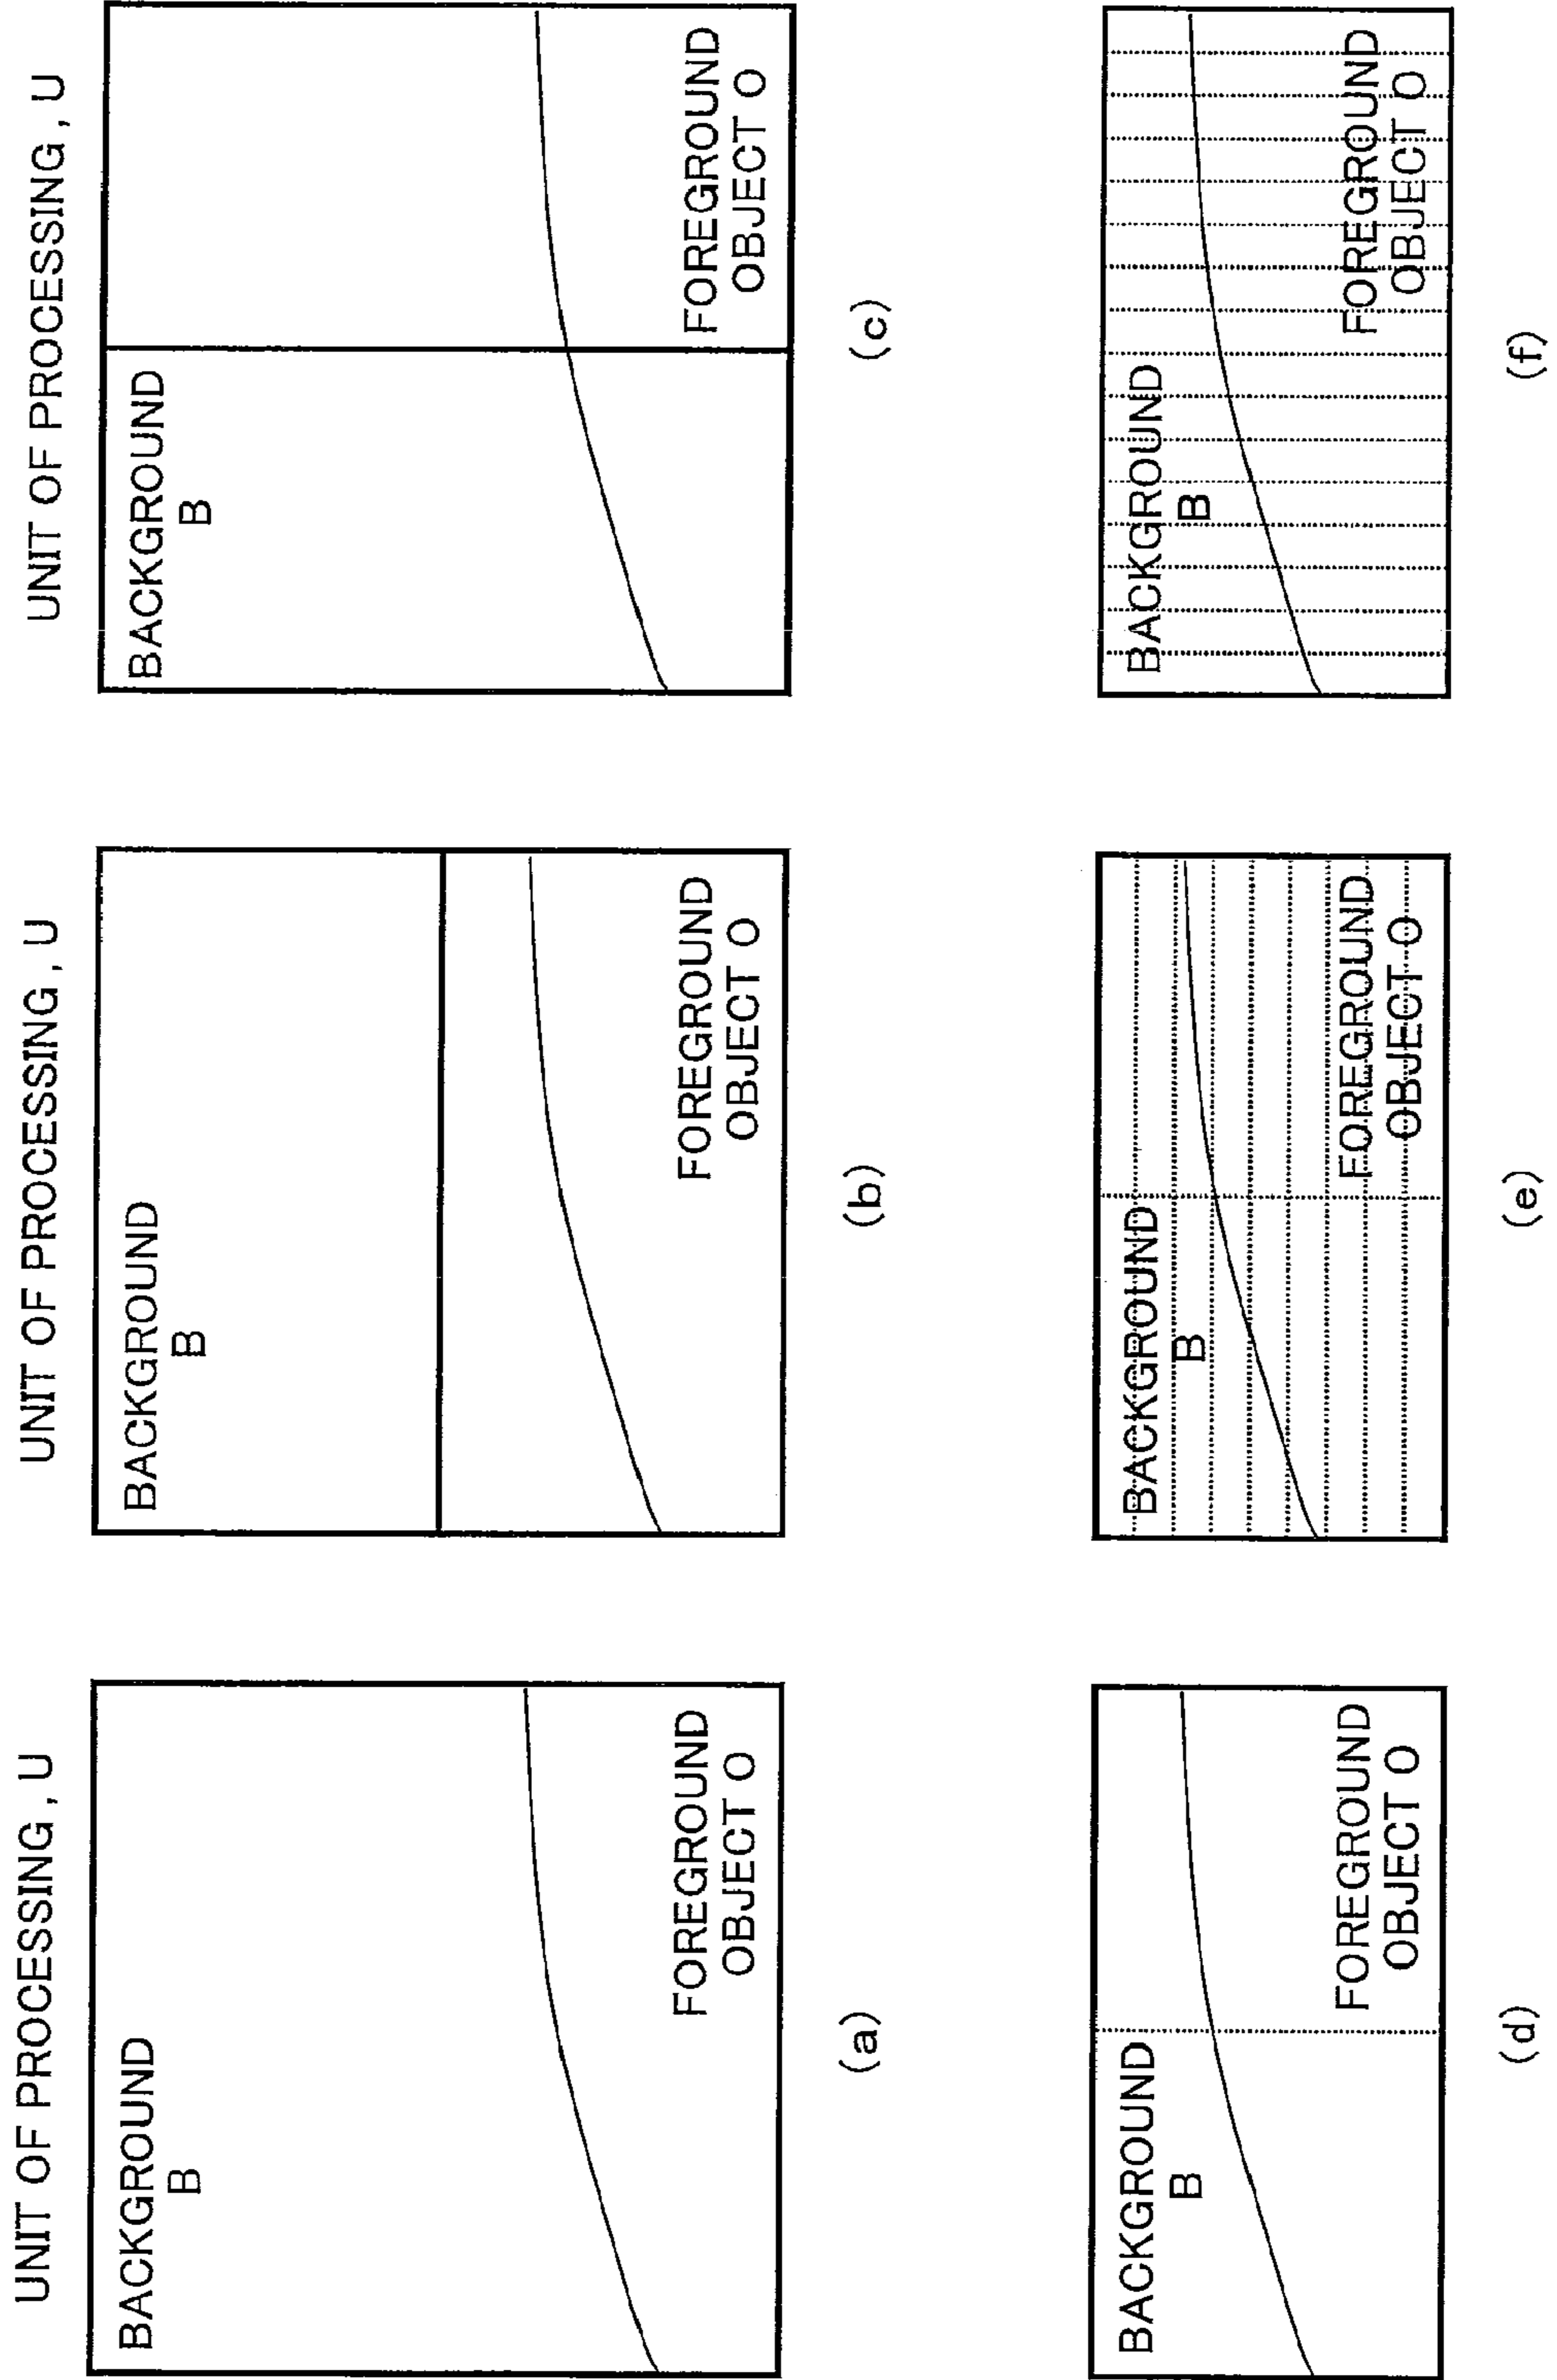 UNIT OF PROCESSING, U
BACKGROUND
B
FOREGROUND
OBJECT O
(a)
UNIT OF PROCESSING, U
BACKGROUND
B
FOREGROUND
OBJECT O
(b)
UNIT OF PROCESSING, U
BACKGROUND
B
FOREGROUND
OBJECT O
(c)
BACKGROUND
B
FOREGROUND
OBJECT O
(d)
BACKGROUND
B
FOREGROUND
OBJECT O
(e)
BACKGROUND
B
FOREGROUND
OBJECT O
(f)